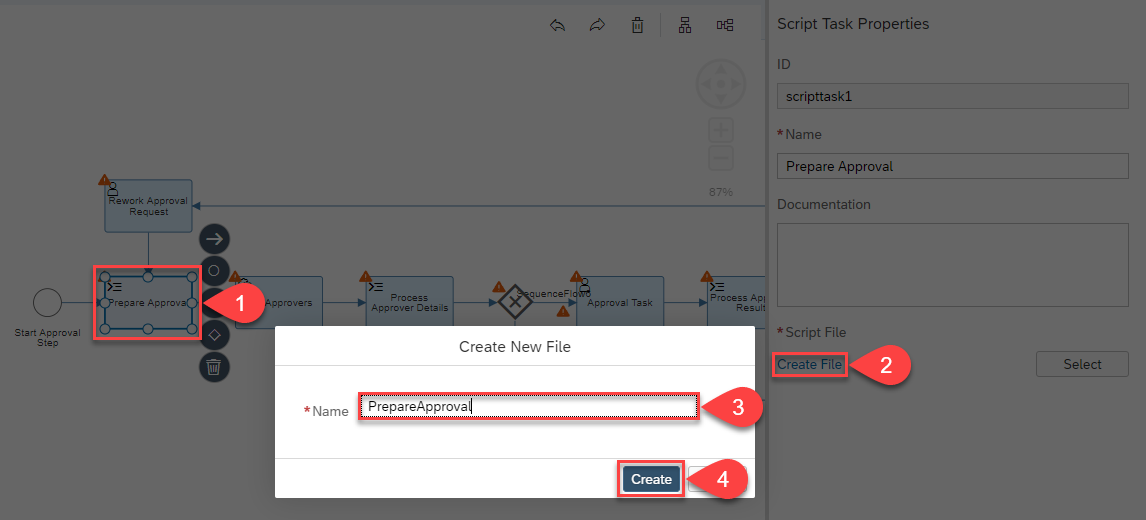 Script Task Properties
ID
scripttask1
*Name
Prepare Approval
Documentation
*Script File
Create File
2
Select
87%
Rework Approval
Request
Start Approval
Step
Prepare Approval
1
Approvers
Process
Approver Details
SequenceFlow
Approval Task
Process App
Result
Create New File
*Name
PrepareApproval
3
Create
4